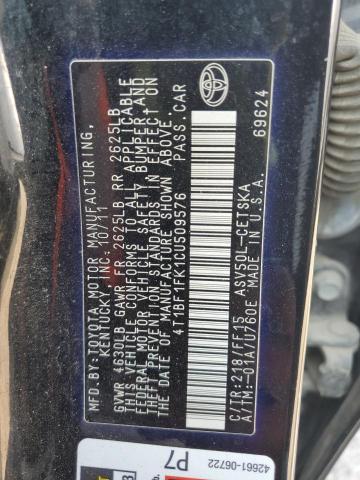 MFD.BY: TOYOTA MOTOR MANUFACTURING,
KENTUCKY, INC. 10/11
GVWR 4630LB GAWR FR 2625LB RR 2625LB
THIS VEHICLE CONFORMS TO ALL APPLICABLE
FEDERAL MOTOR VEHICLE SAFETY, BUMPER, AND
THEFT PREVENTION STANDARDS IN EFFECT ON
THE DATE OF MANUFACTURE SHOWN ABOVE.
4T1BF1FK1CU509576 PASS.CAR
C/TR:218/FF15 ASV50L-CETSKA
A/TM:-01A/U760E MADE IN U.S.A. 69624
42661-06722
P7